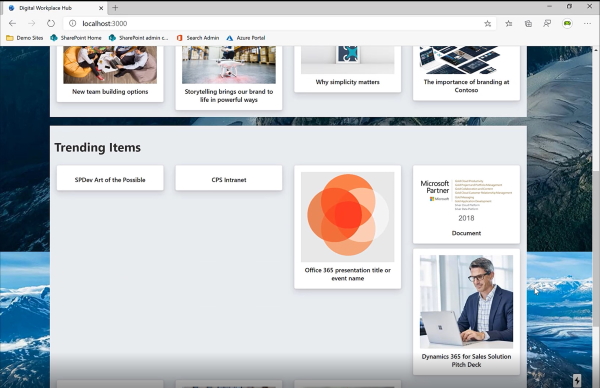 Digital Workplace Hub
localhost:3000
Demo Sites
SharePoint Home
SharePoint admin c...
Search Admin
Azure Portal
New team building options
Storytelling brings our brand to
life in powerful ways
Why simplicity matters
The importance of branding at
Contoso
Trending Items
SPDev Art of the Possible
CPS Intranet
Office 365 presentation title or
event name
Microsoft
Partner
Microsoft
2018
Document
Dynamics 365 for Sales Solution
Pitch Deck